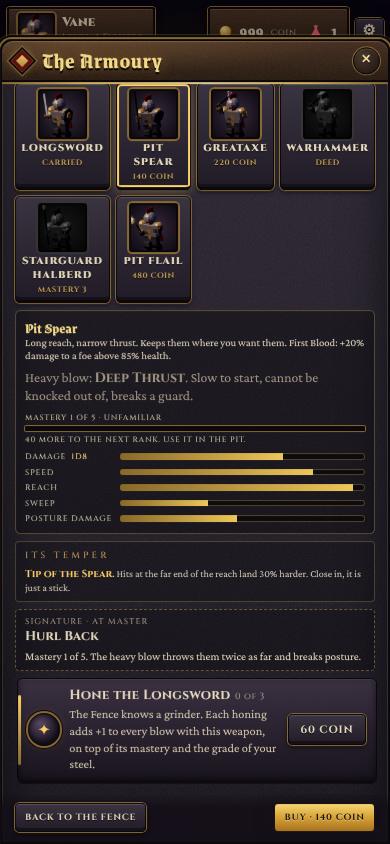 VANE
999 COIN 1
The Armoury
×
LONGSWORD
CARRIED
PIT SPEAR
140 COIN
GREATAXE
220 COIN
WARHAMMER
DEED
STAIRGUARD HALBERD
MASTERY 3
PIT FLAIL
480 COIN
Pit Spear
Long reach, narrow thrust. Keeps them where you want them. First Blood: +20%
damage to a foe above 85% health.
Heavy blow: DEEP THRUST. Slow to start, cannot be
knocked out of, breaks a guard.
MASTERY 1 OF 5 · UNFAMILIAR
40 MORE TO THE NEXT RANK. USE IT IN THE PIT.
DAMAGE 1D8
SPEED
REACH
SWEEP
POSTURE DAMAGE
ITS TEMPER
TIP OF THE SPEAR. Hits at the far end of the reach land 30% harder. Close in, it is
just a stick.
SIGNATURE · AT MASTER
HURL BACK
Mastery 1 of 5. The heavy blow throws them twice as far and breaks posture.
HONE THE LONGSWORD 0 OF 3
The Fence knows a grinder. Each honing
adds +1 to every blow with this weapon,
on top of its mastery and the grade of your
steel.
60 COIN
BACK TO THE FENCE
BUY · 140 COIN